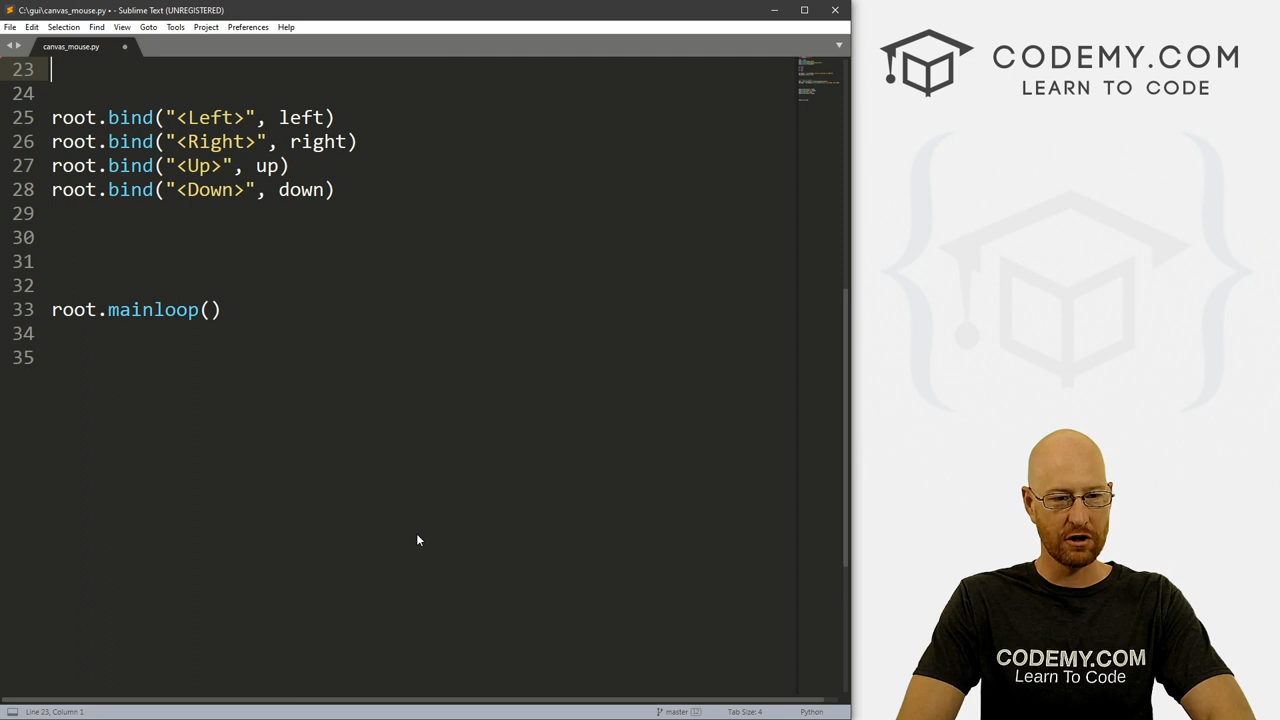 C:\gui\canvas_mouse.py • - Sublime Text (UNREGISTERED)
File Edit Selection Find View Goto Tools Project Preferences Help
canvas_mouse.py
23
24
25 root.bind("<Left>", left)
26 root.bind("<Right>", right)
27 root.bind("<Up>", up)
28 root.bind("<Down>", down)
29
30
31
32
33 root.mainloop()
34
35
Line 23, Column 1 master 12 Tab Size: 4 Python
CODEMY.COM
LEARN TO CODE
CODEMY.COM
Learn To Code